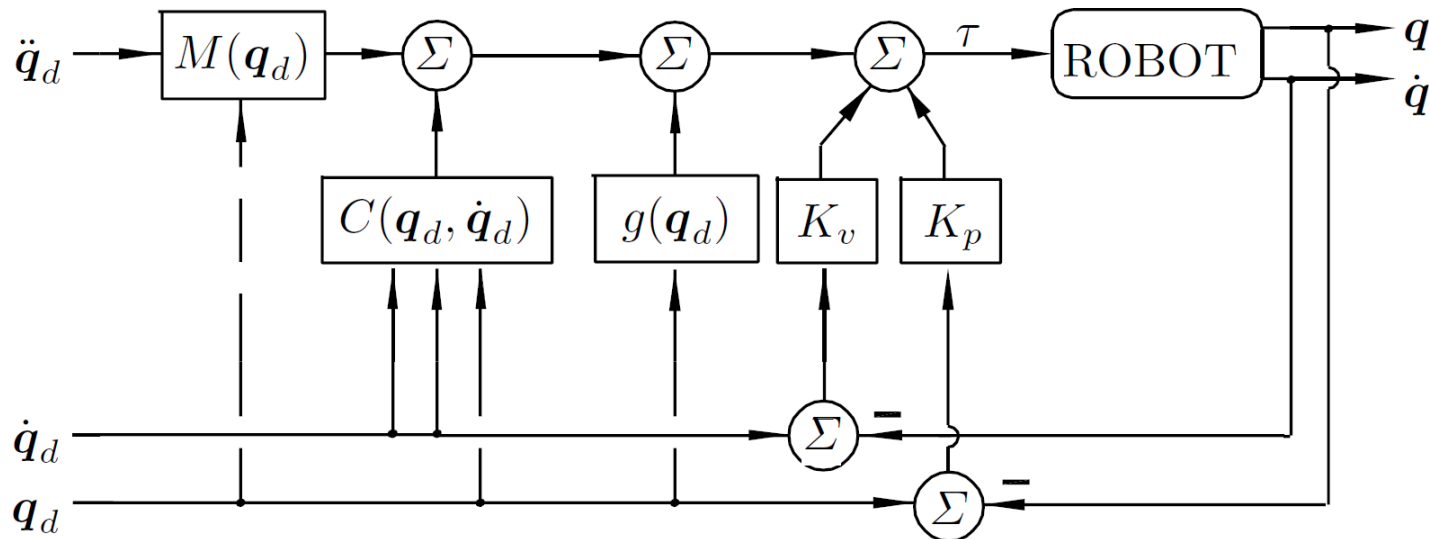 q̈_d M(q_d) Σ Σ Σ τ ROBOT q
q̇
C(q_d, q̇_d) g(q_d) K_v K_p
q̇_d Σ −
q_d Σ −